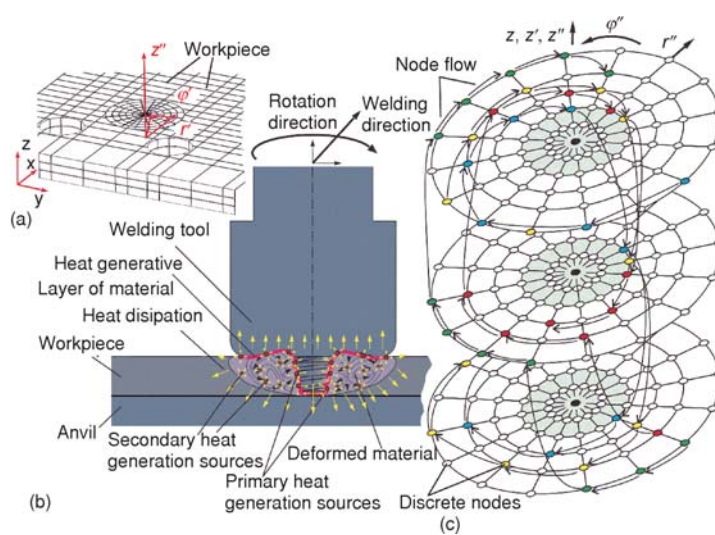 z″
Workpiece
φ′
r′
z
x
y
(a)
Rotation
direction
Welding
direction
Welding tool
Heat generative
Layer of material
Heat disipation
Workpiece
Anvil
Secondary heat
generation sources
Primary heat
generation sources
Deformed material
(b)
z, z′, z″
φ″
r″
Node flow
Discrete nodes
(c)